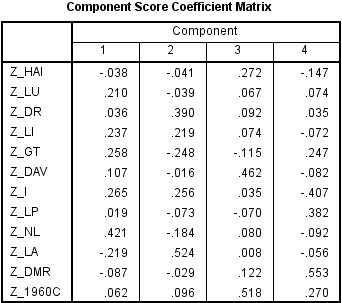 Component Score Coefficient Matrix
Component
1 2 3 4
Z_HAI -.038 -.041 .272 -.147
Z_LU .210 -.039 .067 .074
Z_DR .036 .390 .092 .035
Z_LI .237 .219 .074 -.072
Z_GT .258 -.248 -.115 .247
Z_DAV .107 -.016 .462 -.082
Z_I .265 .256 .035 -.407
Z_LP .019 -.073 -.070 .382
Z_NL .421 -.184 .080 -.092
Z_LA -.219 .524 .008 -.056
Z_DMR -.087 -.029 .122 .553
Z_1960C .062 .096 .518 .270